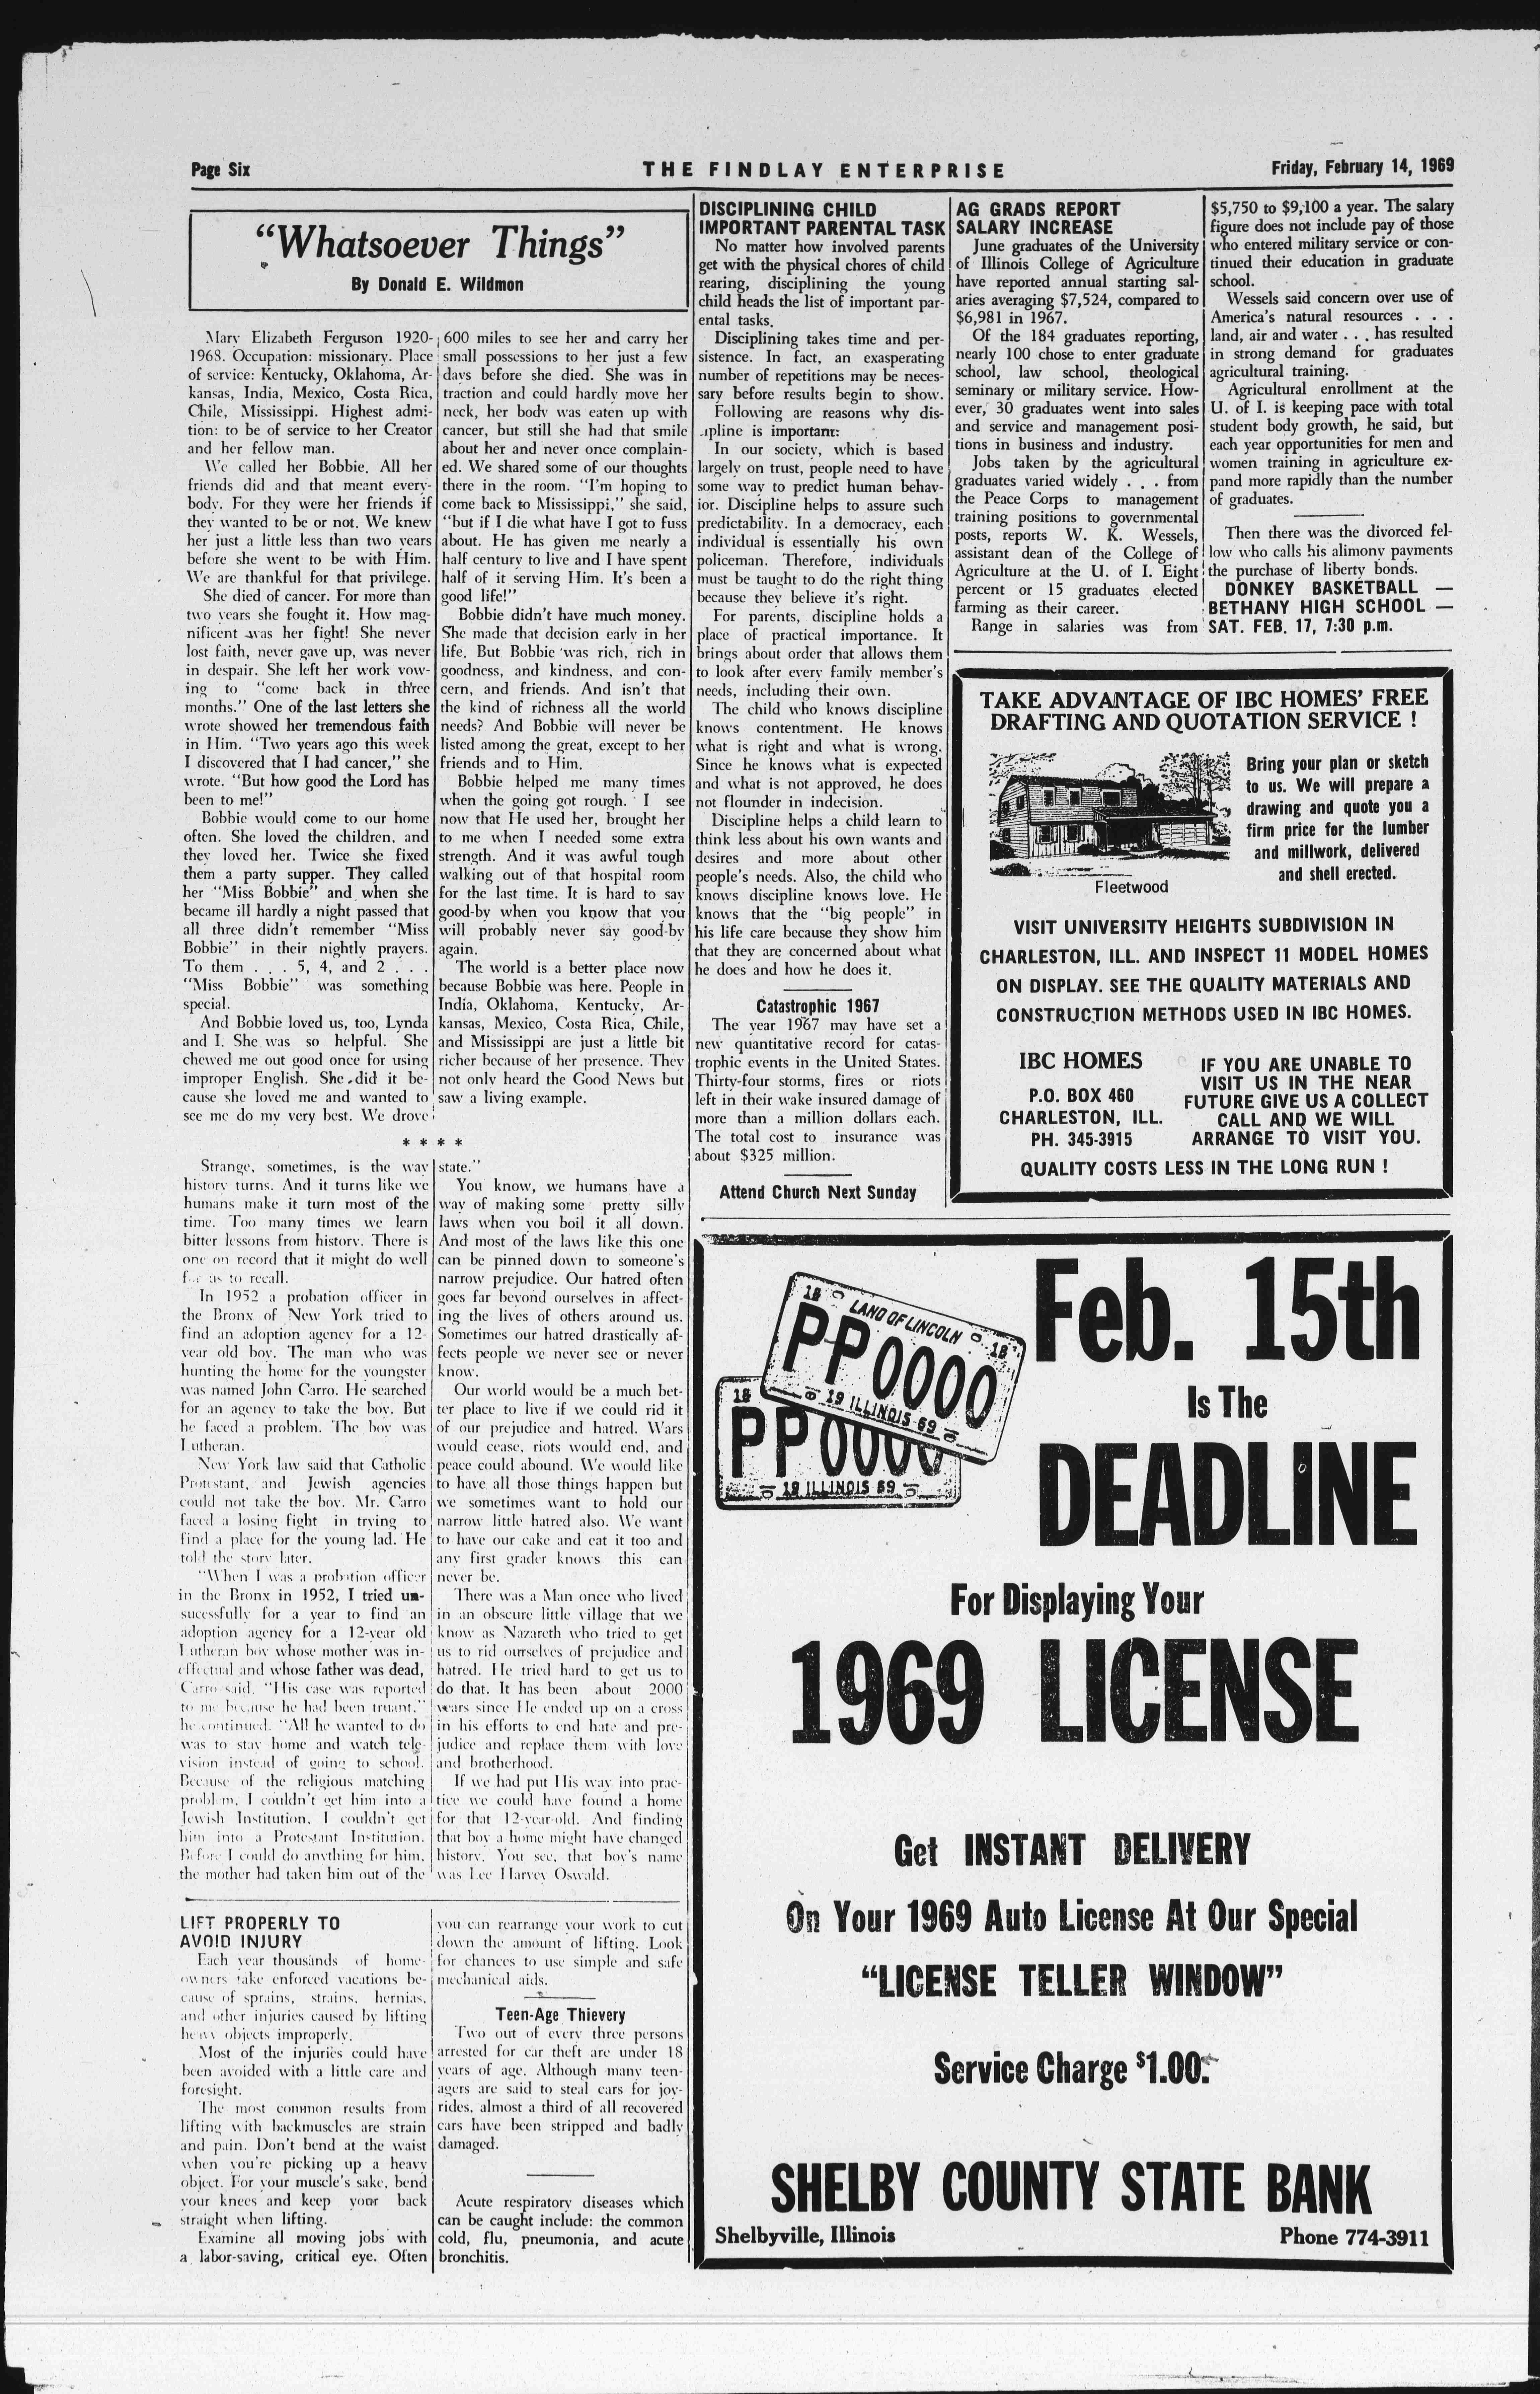 Page Six
THE FINDLAY ENTERPRISE
Friday, February 14, 1969
"Whatsoever Things"
By Donald E. Wildmon
Mary Elizabeth Ferguson 1920-
1968. Occupation: missionary. Place
of service: Kentucky, Oklahoma, Ar-
kansas, India, Mexico, Costa Rica,
Chile, Mississippi. Highest admi-
tion: to be of service to her Creator
and her fellow man.
We called her Bobbie. All her
friends did and that meant every-
body. For they were her friends if
they wanted to be or not. We knew
her just a little less than two years
before she went to be with Him.
We are thankful for that privilege.
She died of cancer. For more than
two years she fought it. How mag-
nificent was her fight! She never
lost faith, never gave up, was never
in despair. She left her work vow-
ing to "come back in three
months." One of the last letters she
wrote showed her tremendous faith
in Him. "Two years ago this week
I discovered that I had cancer," she
wrote. "But how good the Lord has
been to me!"
Bobbie would come to our home
often. She loved the children, and
they loved her. Twice she fixed
them a party supper. They called
her "Miss Bobbie" and when she
became ill hardly a night passed that
all three didn't remember "Miss
Bobbie" in their nightly prayers.
To them . . . 5, 4, and 2 . . .
"Miss Bobbie" was something
special.
And Bobbie loved us, too, Lynda
and I. She was so helpful. She
chewed me out good once for using
improper English. She did it be-
cause she loved me and wanted to
see me do my very best. We drove
600 miles to see her and carry her
small possessions to her just a few
days before she died. She was in
traction and could hardly move her
neck, her body was eaten up with
cancer, but still she had that smile
about her and never once complain-
ed. We shared some of our thoughts
there in the room. "I'm hoping to
come back to Mississippi," she said,
"but if I die what have I got to fuss
about. He has given me nearly a
half century to live and I have spent
half of it serving Him. It's been a
good life!"
Bobbie didn't have much money.
She made that decision early in her
life. But Bobbie was rich, rich in
goodness, and kindness, and con-
cern, and friends. And isn't that
the kind of richness all the world
needs? And Bobbie will never be
listed among the great, except to her
friends and to Him.
Bobbie helped me many times
when the going got rough. I see
now that He used her, brought her
to me when I needed some extra
strength. And it was awful tough
walking out of that hospital room
for the last time. It is hard to say
good-by when you know that you
will probably never say good-by
again.
The world is a better place now
because Bobbie was here. People in
India, Oklahoma, Kentucky, Ar-
kansas, Mexico, Costa Rica, Chile,
and Mississippi are just a little bit
richer because of her presence. They
not only heard the Good News but
saw a living example.
* * * *
Strange, sometimes, is the way
history turns. And it turns like we
humans make it turn most of the
time. Too many times we learn
bitter lessons from history. There is
one on record that it might do well
for us to recall.
In 1952 a probation officer in
the Bronx of New York tried to
find an adoption agency for a 12-
year old boy. The man who was
hunting the home for the youngster
was named John Carro. He searched
for an agency to take the boy. But
he faced a problem. The boy was
Lutheran.
New York law said that Catholic
Protestant, and Jewish agencies
could not take the boy. Mr. Carro
faced a losing fight in trying to
find a place for the young lad. He
told the story later.
"When I was a probation officer
in the Bronx in 1952, I tried un-
sucessfully for a year to find an
adoption agency for a 12-year old
Lutheran boy whose mother was in-
effectual and whose father was dead,
Carro said. "His case was reported
to me because he had been truant,"
he continued. "All he wanted to do
was to stay home and watch tele-
vision instead of going to school.
Because of the religious matching
problem, I couldn't get him into a
Jewish Institution. I couldn't get
him into a Protestant Institution.
Before I could do anything for him,
the mother had taken him out of the
state."
You know, we humans have a
way of making some pretty silly
laws when you boil it all down.
And most of the laws like this one
can be pinned down to someone's
narrow prejudice. Our hatred often
goes far beyond ourselves in affect-
ing the lives of others around us.
Sometimes our hatred drastically af-
fects people we never see or never
know.
Our world would be a much bet-
ter place to live if we could rid it
of our prejudice and hatred. Wars
would cease, riots would end, and
peace could abound. We would like
to have all those things happen but
we sometimes want to hold our
narrow little hatred also. We want
to have our cake and eat it too and
any first grader knows this can
never be.
There was a Man once who lived
in an obscure little village that we
know as Nazareth who tried to get
us to rid ourselves of prejudice and
hatred. He tried hard to get us to
do that. It has been about 2000
years since He ended up on a cross
in his efforts to end hate and pre-
judice and replace them with love
and brotherhood.
If we had put His way into prac-
tice we could have found a home
for that 12-year-old. And finding
that boy a home might have changed
history. You see, that boy's name
was Lee Harvey Oswald.
LIFT PROPERLY TO
AVOID INJURY
Each year thousands of home-
owners take enforced vacations be-
cause of sprains, strains, hernias,
and other injuries caused by lifting
heavy objects improperly.
Most of the injuries could have
been avoided with a little care and
foresight.
The most common results from
lifting with backmuscles are strain
and pain. Don't bend at the waist
when you're picking up a heavy
object. For your muscle's sake, bend
your knees and keep your back
straight when lifting.
Examine all moving jobs with
a labor-saving, critical eye. Often
you can rearrange your work to cut
down the amount of lifting. Look
for chances to use simple and safe
mechanical aids.
Teen-Age Thievery
Two out of every three persons
arrested for car theft are under 18
years of age. Although many teen-
agers are said to steal cars for joy-
rides, almost a third of all recovered
cars have been stripped and badly
damaged.
Acute respiratory diseases which
can be caught include: the common
cold, flu, pneumonia, and acute
bronchitis.
DISCIPLINING CHILD
IMPORTANT PARENTAL TASK
No matter how involved parents
get with the physical chores of child
rearing, disciplining the young
child heads the list of important par-
ental tasks.
Disciplining takes time and per-
sistence. In fact, an exasperating
number of repetitions may be neces-
sary before results begin to show.
Following are reasons why dis-
cipline is important:
In our society, which is based
largely on trust, people need to have
some way to predict human behav-
ior. Discipline helps to assure such
predictability. In a democracy, each
individual is essentially his own
policeman. Therefore, individuals
must be taught to do the right thing
because they believe it's right.
For parents, discipline holds a
place of practical importance. It
brings about order that allows them
to look after every family member's
needs, including their own.
The child who knows discipline
knows contentment. He knows
what is right and what is wrong.
Since he knows what is expected
and what is not approved, he does
not flounder in indecision.
Discipline helps a child learn to
think less about his own wants and
desires and more about other
people's needs. Also, the child who
knows discipline knows love. He
knows that the "big people" in
his life care because they show him
that they are concerned about what
he does and how he does it.
Catastrophic 1967
The year 1967 may have set a
new quantitative record for catas-
trophic events in the United States.
Thirty-four storms, fires or riots
left in their wake insured damage of
more than a million dollars each.
The total cost to insurance was
about $325 million.
Attend Church Next Sunday
AG GRADS REPORT
SALARY INCREASE
June graduates of the University
of Illinois College of Agriculture
have reported annual starting sal-
aries averaging $7,524, compared to
$6,981 in 1967.
Of the 184 graduates reporting,
nearly 100 chose to enter graduate
school, law school, theological
seminary or military service. How-
ever, 30 graduates went into sales
and service and management posi-
tions in business and industry.
Jobs taken by the agricultural
graduates varied widely . . . from
the Peace Corps to management
training positions to governmental
posts, reports W. K. Wessels,
assistant dean of the College of
Agriculture at the U. of I. Eight
percent or 15 graduates elected
farming as their career.
Range in salaries was from
$5,750 to $9,100 a year. The salary
figure does not include pay of those
who entered military service or con-
tinued their education in graduate
school.
Wessels said concern over use of
America's natural resources . . .
land, air and water . . . has resulted
in strong demand for graduates
agricultural training.
Agricultural enrollment at the
U. of I. is keeping pace with total
student body growth, he said, but
each year opportunities for men and
women training in agriculture ex-
pand more rapidly than the number
of graduates.
Then there was the divorced fel-
low who calls his alimony payments
the purchase of liberty bonds.
DONKEY BASKETBALL —
BETHANY HIGH SCHOOL —
SAT. FEB. 17, 7:30 p.m.
TAKE ADVANTAGE OF IBC HOMES' FREE
DRAFTING AND QUOTATION SERVICE !
Fleetwood
Bring your plan or sketch
to us. We will prepare a
drawing and quote you a
firm price for the lumber
and millwork, delivered
and shell erected.
VISIT UNIVERSITY HEIGHTS SUBDIVISION IN
CHARLESTON, ILL. AND INSPECT 11 MODEL HOMES
ON DISPLAY. SEE THE QUALITY MATERIALS AND
CONSTRUCTION METHODS USED IN IBC HOMES.
IBC HOMES
P.O. BOX 460
CHARLESTON, ILL.
PH. 345-3915
IF YOU ARE UNABLE TO
VISIT US IN THE NEAR
FUTURE GIVE US A COLLECT
CALL AND WE WILL
ARRANGE TO VISIT YOU.
QUALITY COSTS LESS IN THE LONG RUN !
18 LAND OF LINCOLN 18
PP 0000
19 ILLINOIS 69
18
PP 0000
19 ILLINOIS 69
Feb. 15th
Is The
DEADLINE
For Displaying Your
1969 LICENSE
Get INSTANT DELIVERY
On Your 1969 Auto License At Our Special
"LICENSE TELLER WINDOW"
Service Charge $1.00.
SHELBY COUNTY STATE BANK
Shelbyville, Illinois
Phone 774-3911